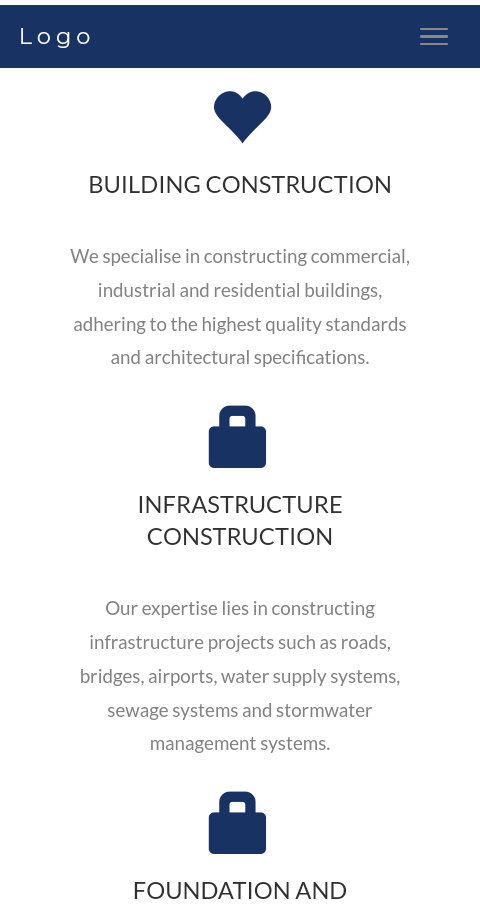 Logo
BUILDING CONSTRUCTION
We specialise in constructing commercial,
industrial and residential buildings,
adhering to the highest quality standards
and architectural specifications.
INFRASTRUCTURE
CONSTRUCTION
Our expertise lies in constructing
infrastructure projects such as roads,
bridges, airports, water supply systems,
sewage systems and stormwater
management systems.
FOUNDATION AND